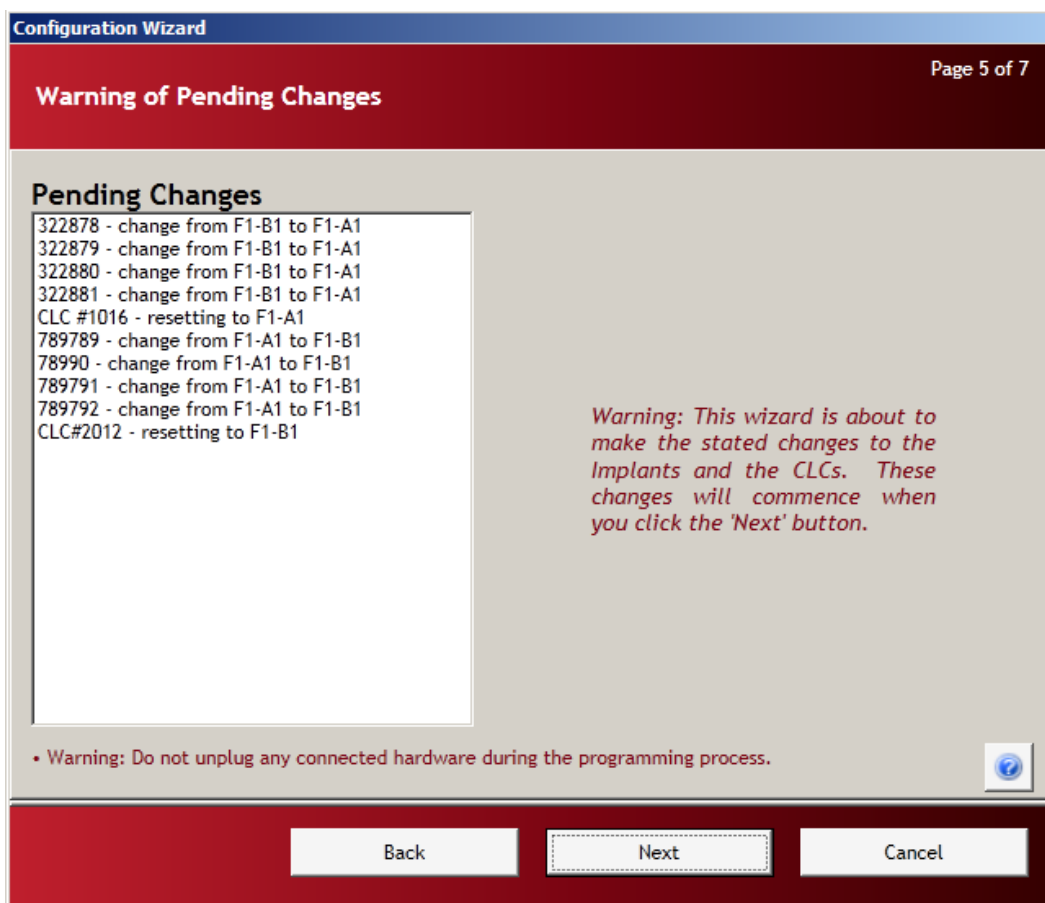 Configuration Wizard
Page 5 of 7
Warning of Pending Changes
Pending Changes
322878 - change from F1-B1 to F1-A1
322879 - change from F1-B1 to F1-A1
322880 - change from F1-B1 to F1-A1
322881 - change from F1-B1 to F1-A1
CLC #1016 - resetting to F1-A1
789789 - change from F1-A1 to F1-B1
78990 - change from F1-A1 to F1-B1
789791 - change from F1-A1 to F1-B1
789792 - change from F1-A1 to F1-B1
CLC#2012 - resetting to F1-B1
Warning: This wizard is about to
make the stated changes to the
Implants and the CLCs. These
changes will commence when
you click the 'Next' button.
• Warning: Do not unplug any connected hardware during the programming process.
?
Back
Next
Cancel